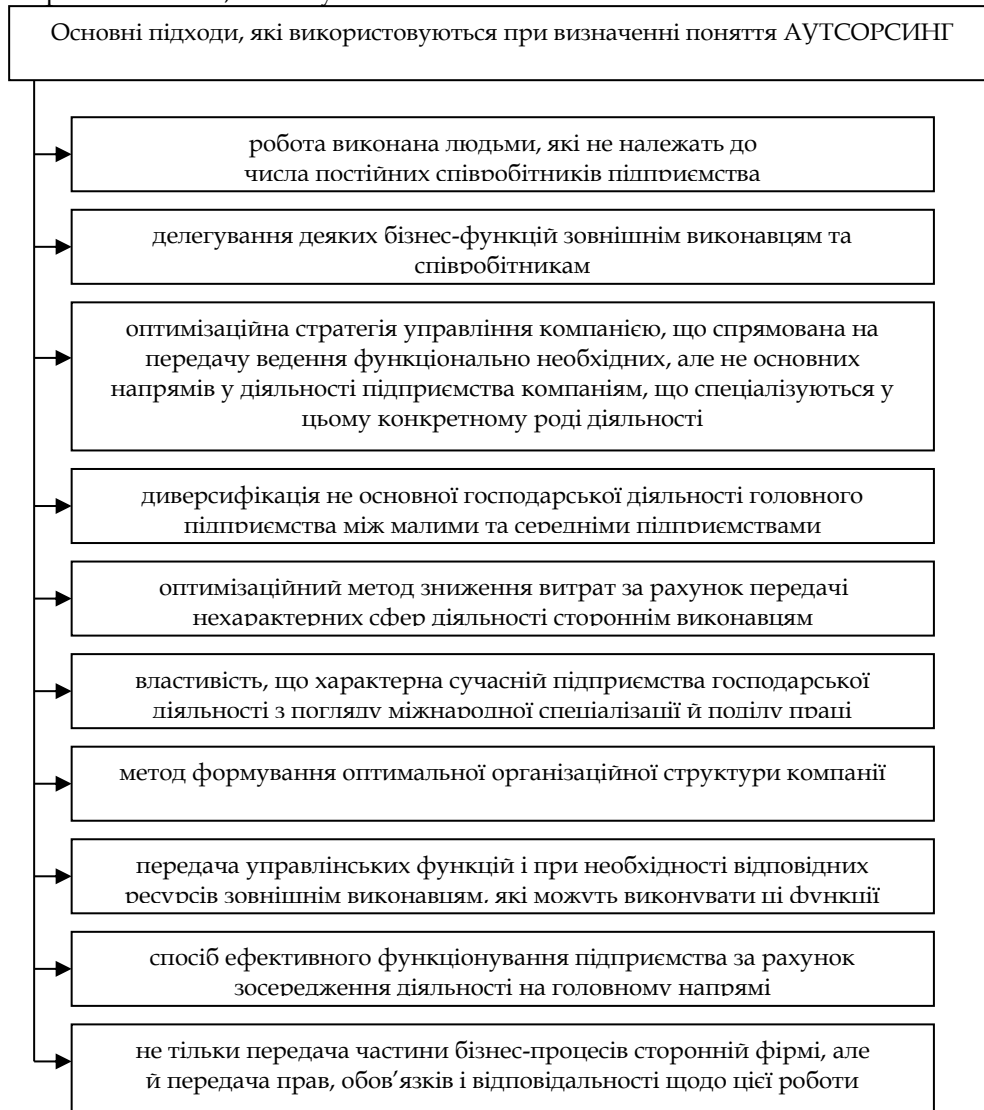 Основні підходи, які використовуються при визначенні поняття АУТСОРСИНГ
робота виконана людьми, які не належать до
числа постійних співробітників підприємства
делегування деяких бізнес-функцій зовнішнім виконавцям та
співробітникам
оптимізаційна стратегія управління компанією, що спрямована на
передачу ведення функціонально необхідних, але не основних
напрямів у діяльності підприємства компаніям, що спеціалізуються у
цьому конкретному роді діяльності
диверсифікація не основної господарської діяльності головного
підприємства між малими та середніми підприємствами
оптимізаційний метод зниження витрат за рахунок передачі
нехарактерних сфер діяльності стороннім виконавцям
властивість, що характерна сучасній підприємства господарської
діяльності з погляду міжнародної спеціалізації й поділу праці
метод формування оптимальної організаційної структури компанії
передача управлінських функцій і при необхідності відповідних
ресурсів зовнішнім виконавцям, які можуть виконувати ці функції
спосіб ефективного функціонування підприємства за рахунок
зосередження діяльності на головному напрямі
не тільки передача частини бізнес-процесів сторонній фірмі, але
й передача прав, обов’язків і відповідальності щодо цієї роботи